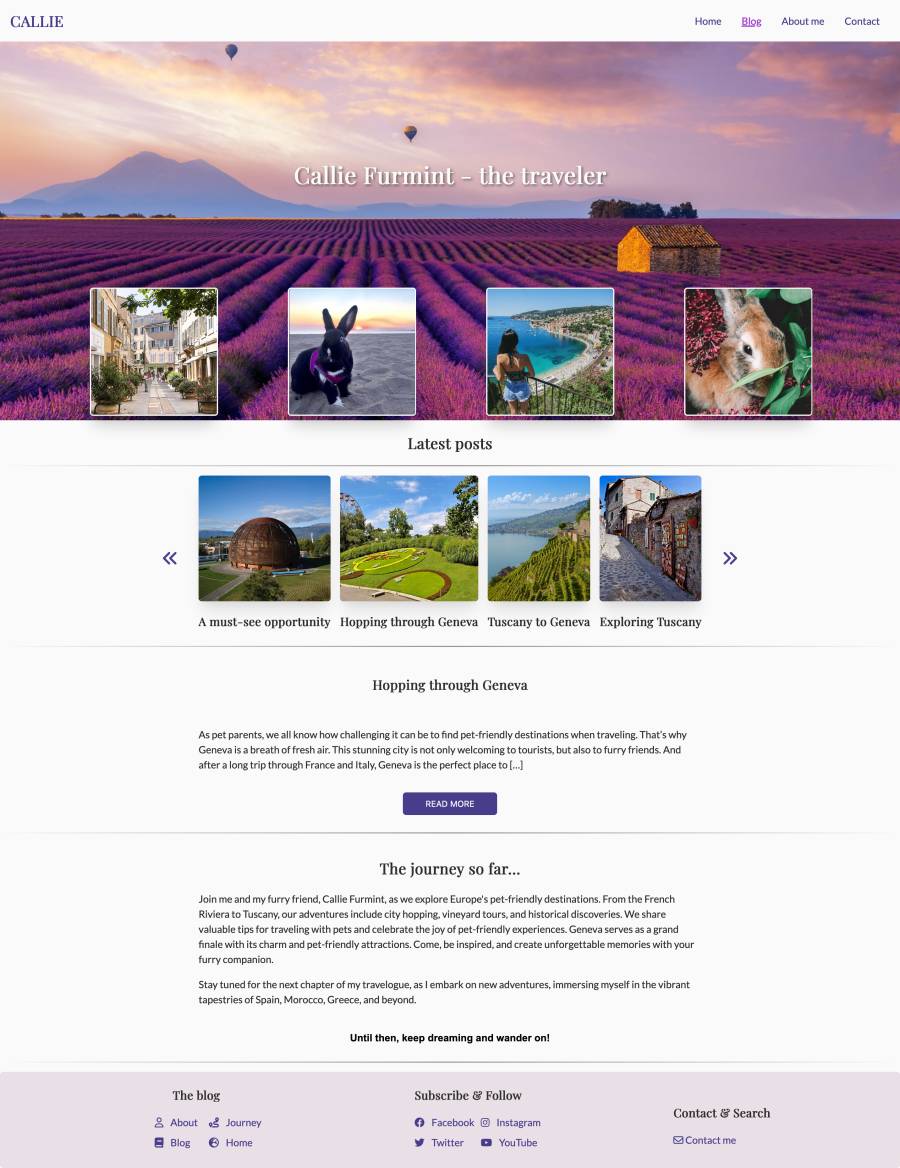 CALLIE
Home Blog About me Contact
Callie Furmint - the traveler
Latest posts
A must-see opportunity Hopping through Geneva Tuscany to Geneva Exploring Tuscany
Hopping through Geneva
As pet parents, we all know how challenging it can be to find pet-friendly destinations when traveling. That's why
Geneva is a breath of fresh air. This stunning city is not only welcoming to tourists, but also to furry friends. And
after a long trip through France and Italy, Geneva is the perfect place to [...]
READ MORE
The journey so far...
Join me and my furry friend, Callie Furmint, as we explore Europe's pet-friendly destinations. From the French
Riviera to Tuscany, our adventures include city hopping, vineyard tours, and historical discoveries. We share
valuable tips for traveling with pets and celebrate the joy of pet-friendly experiences. Geneva serves as a grand
finale with its charm and pet-friendly attractions. Come, be inspired, and create unforgettable memories with your
furry companion.
Stay tuned for the next chapter of my travelogue, as I embark on new adventures, immersing myself in the vibrant
tapestries of Spain, Morocco, Greece, and beyond.
Until then, keep dreaming and wander on!
The blog
About Journey
Blog Home
Subscribe & Follow
Facebook Instagram
Twitter YouTube
Contact & Search
Contact me